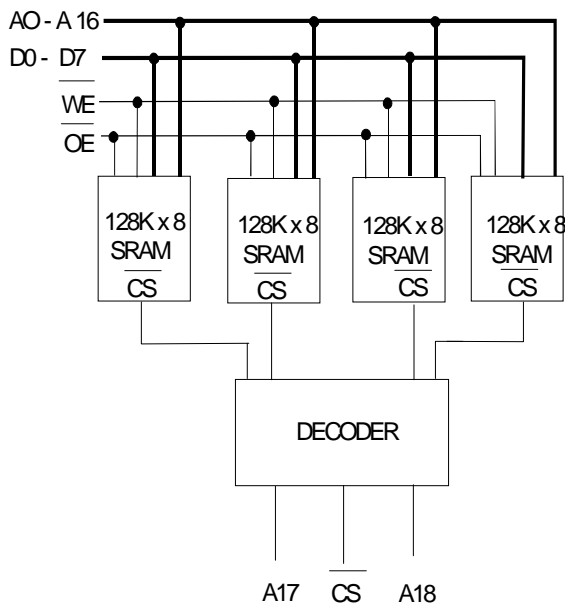 AO - A 16
D0 - D7
WE
OE
128K x 8
SRAM
CS
128K x 8
SRAM
CS
128K x 8
SRAM
CS
128K x 8
SRAM
CS
DECODER
A17 CS A18